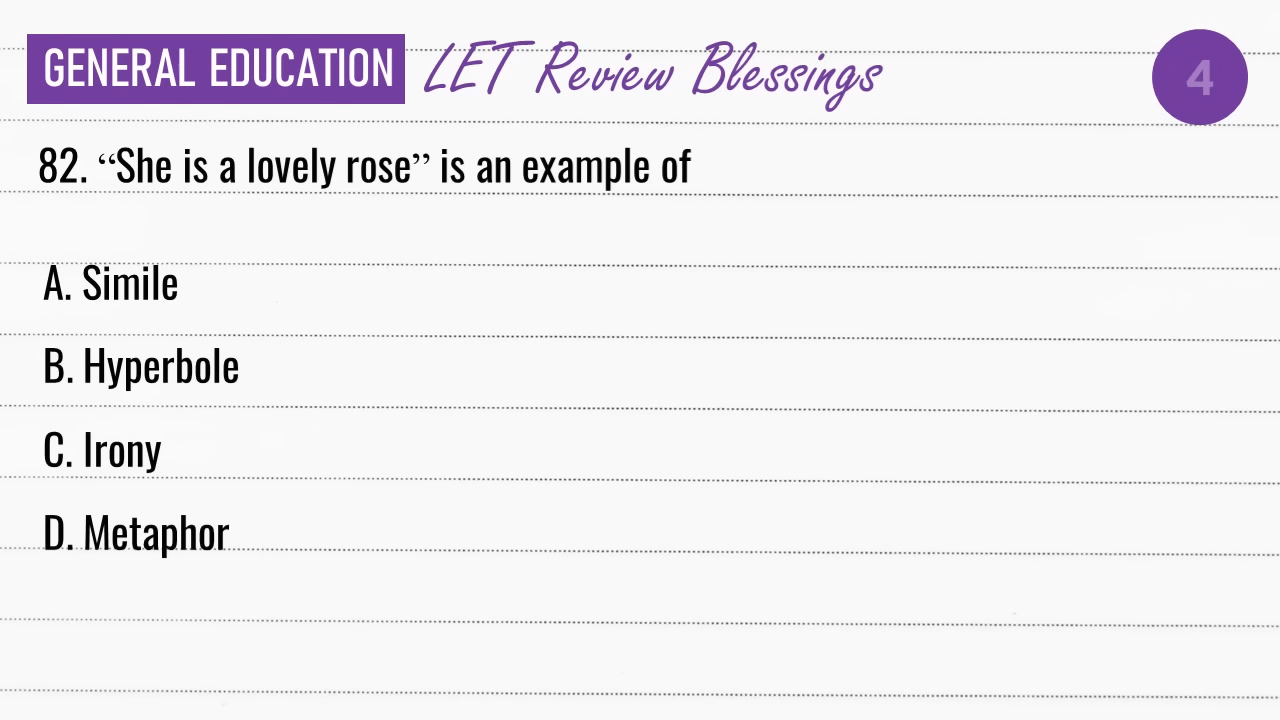 GENERAL EDUCATION LET Review Blessings
4
82. “She is a lovely rose” is an example of
A. Simile
B. Hyperbole
C. Irony
D. Metaphor